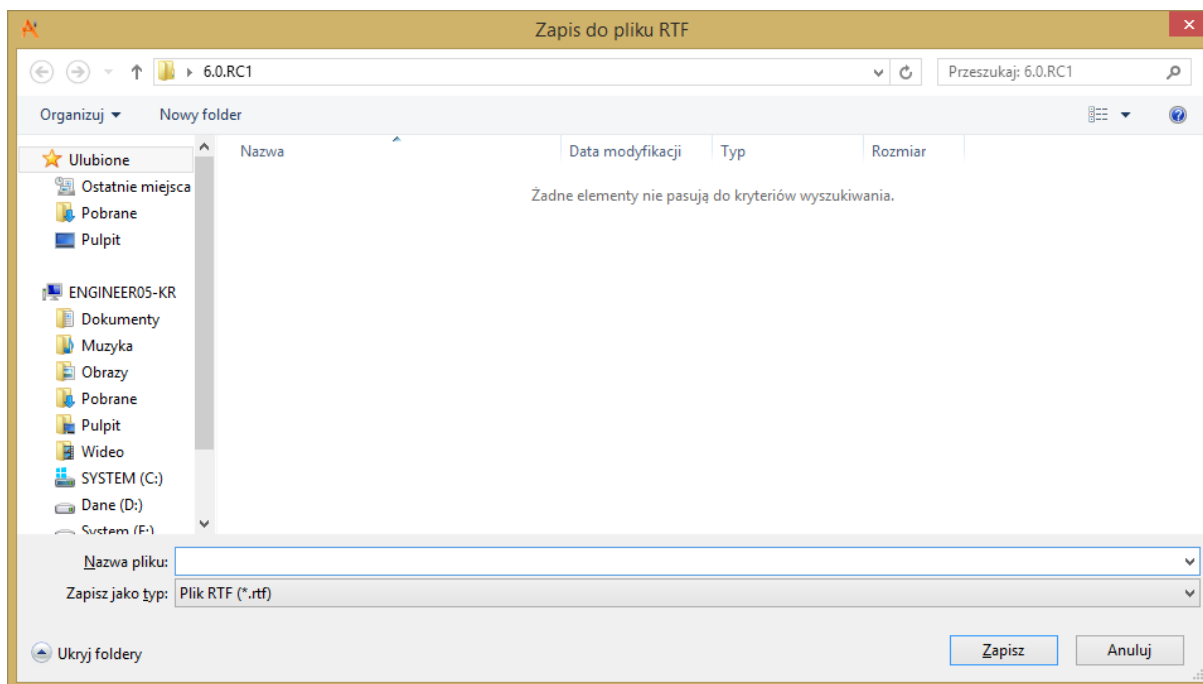 Zapis do pliku RTF
6.0.RC1
Przeszukaj: 6.0.RC1
Organizuj
Nowy folder
Nazwa
Data modyfikacji
Typ
Rozmiar
Żadne elementy nie pasują do kryteriów wyszukiwania.
Ulubione
Ostatnie miejsca
Pobrane
Pulpit
ENGINEER05-KR
Dokumenty
Muzyka
Obrazy
Pobrane
Pulpit
Wideo
SYSTEM (C:)
Dane (D:)
System (E:)
Nazwa pliku:
Zapisz jako typ: Plik RTF (*.rtf)
Ukryj foldery
Zapisz
Anuluj